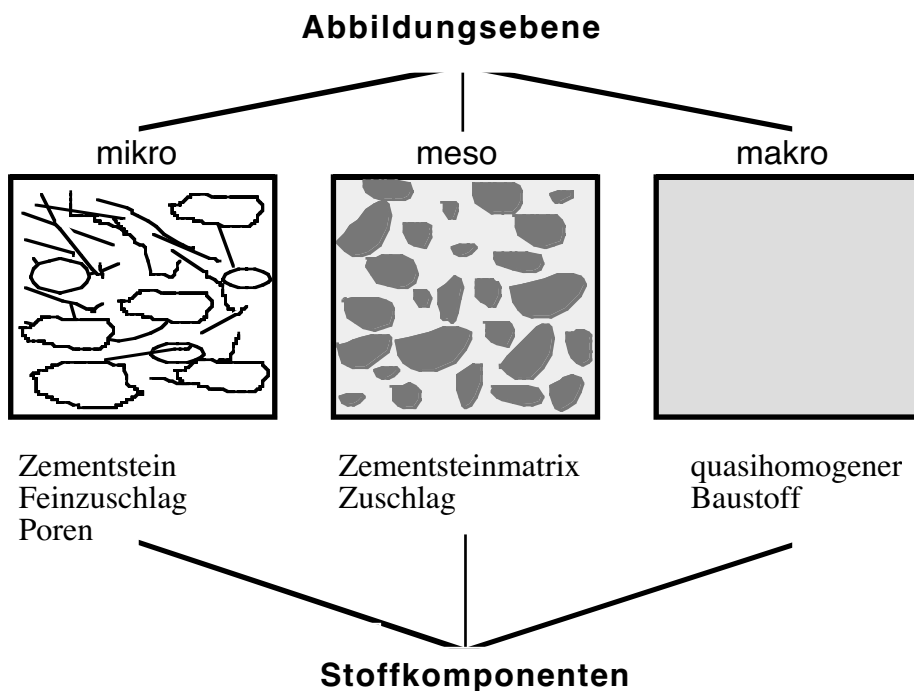 Abbildungsebene
mikro
meso
makro
Zementstein
Feinzuschlag
Poren
Zementsteinmatrix
Zuschlag
quasihomogener
Baustoff
Stoffkomponenten